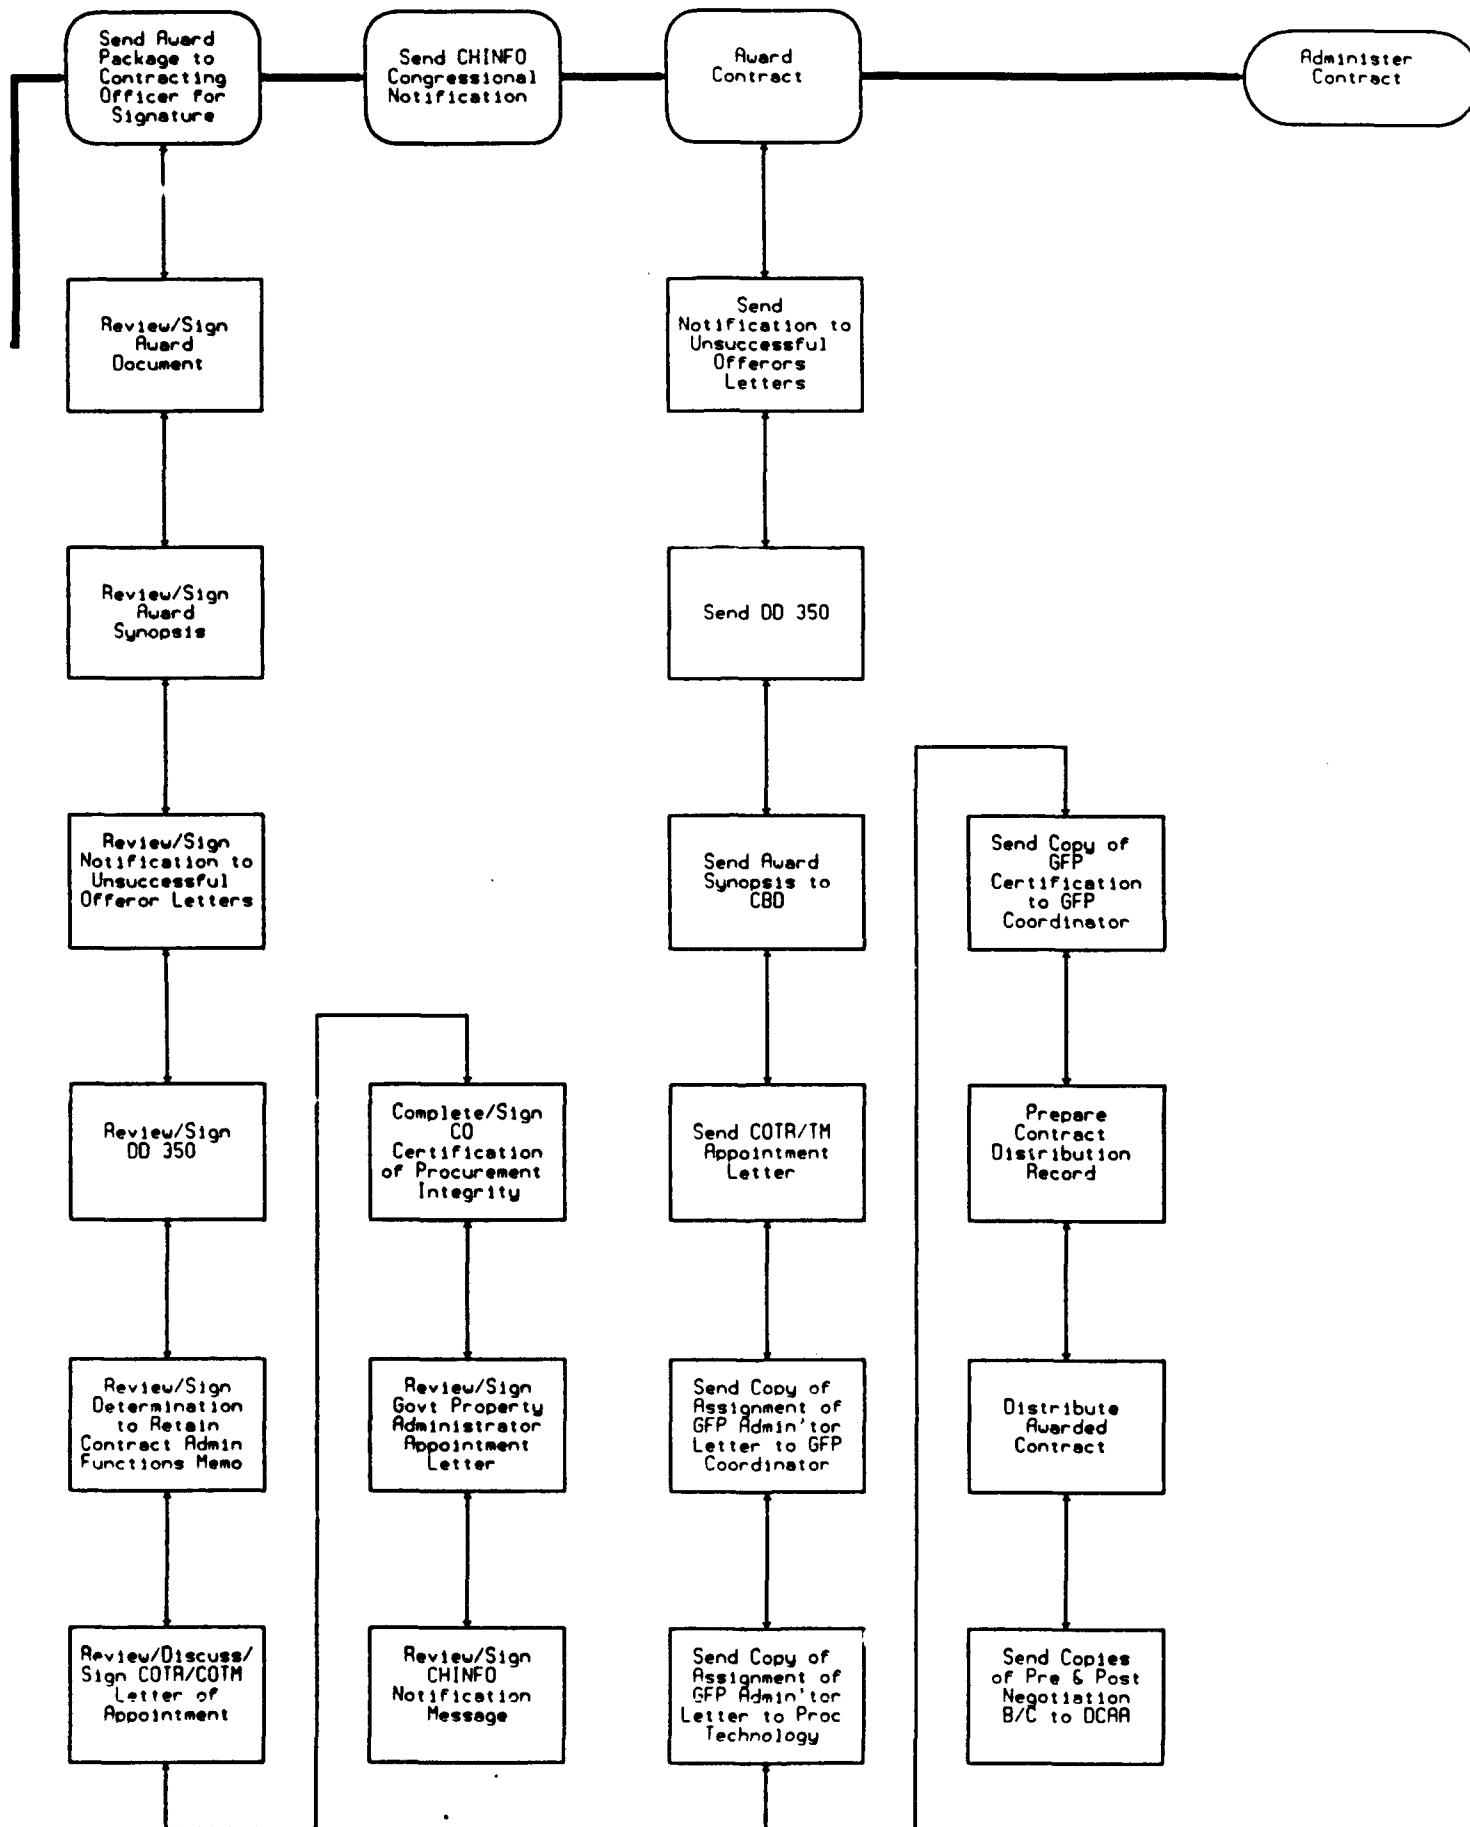 Send Award
Package to
Contracting
Officer for
Signature
Send CHINFO
Congressional
Notification
Award
Contract
Administer
Contract
Review/Sign
Award
Document
Review/Sign
Award
Synopsis
Review/Sign
Notification to
Unsuccessful
Offeror Letters
Review/Sign
DD 350
Review/Sign
Determination
to Retain
Contract Admin
Functions Memo
Review/Discuss/
Sign COTR/COTM
Letter of
Appointment
Complete/Sign
CO
Certification
of Procurement
Integrity
Review/Sign
Govt Property
Administrator
Appointment
Letter
Review/Sign
CHINFO
Notification
Message
Send
Notification to
Unsuccessful
Offerors
Letters
Send DD 350
Send Award
Synopsis to
CBD
Send COTR/TM
Appointment
Letter
Send Copy of
Assignment of
GFP Admin'tor
Letter to GFP
Coordinator
Send Copy of
Assignment of
GFP Admin'tor
Letter to Proc
Technology
Send Copy of
GFP
Certification
to GFP
Coordinator
Prepare
Contract
Distribution
Record
Distribute
Awarded
Contract
Send Copies
of Pre & Post
Negotiation
B/C to DCAA